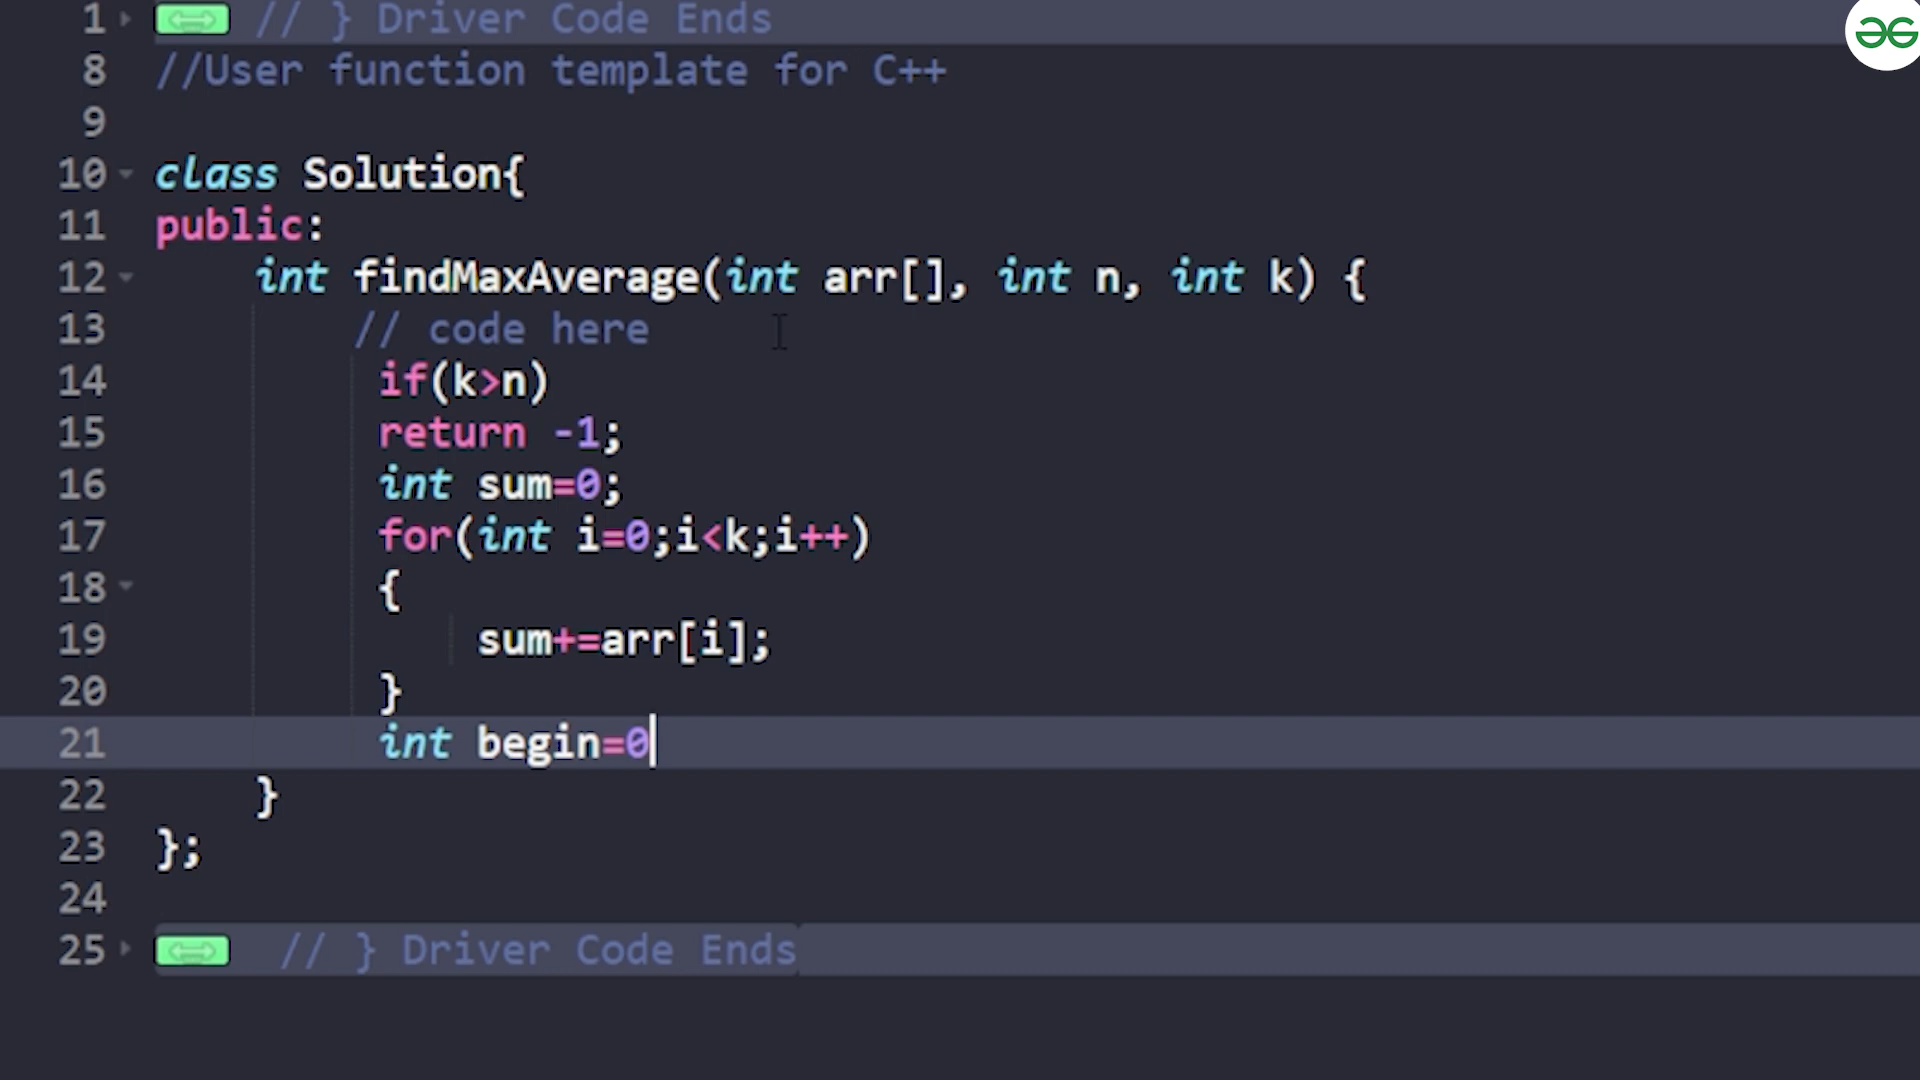 1 // } Driver Code Ends
8 //User function template for C++
9
10 class Solution{
11 public:
12 int findMaxAverage(int arr[], int n, int k) {
13 // code here
14 if(k>n)
15 return -1;
16 int sum=0;
17 for(int i=0;i<k;i++)
18 {
19 sum+=arr[i];
20 }
21 int begin=0
22 }
23 };
24
25 // } Driver Code Ends